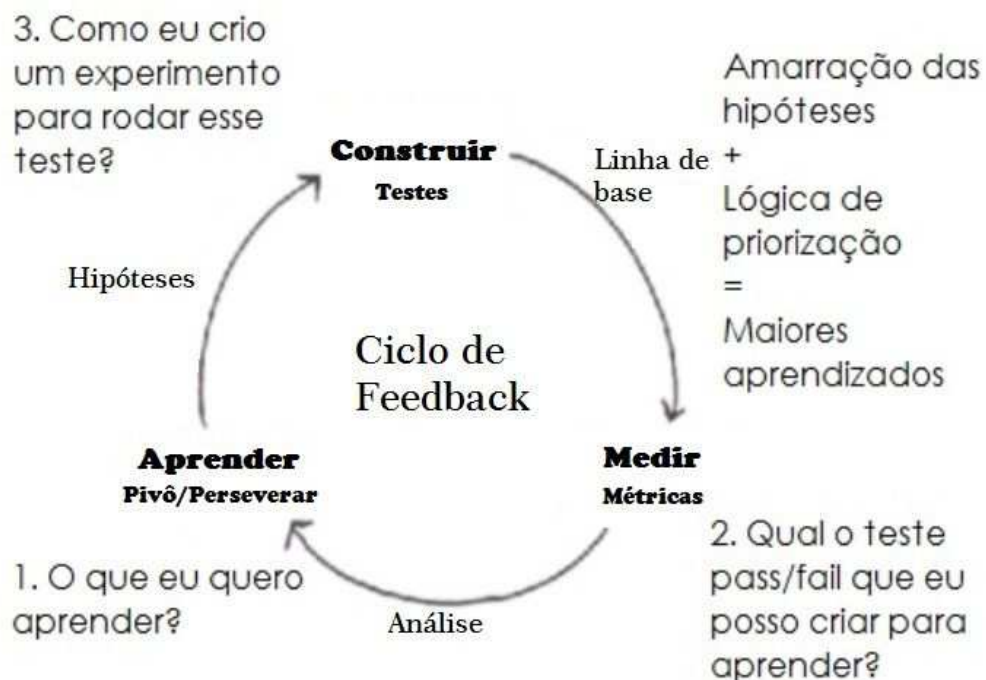 3. Como eu crio
um experimento
para rodar esse
teste?
Amarração das
hipóteses
+
Lógica de
priorização
=
Maiores
aprendizados
Construir
Testes
Linha de
base
Hipóteses
Ciclo de
Feedback
Aprender
Pivô/Perseverar
Medir
Métricas
1. O que eu quero
aprender?
Análise
2. Qual o teste
pass/fail que eu
posso criar para
aprender?